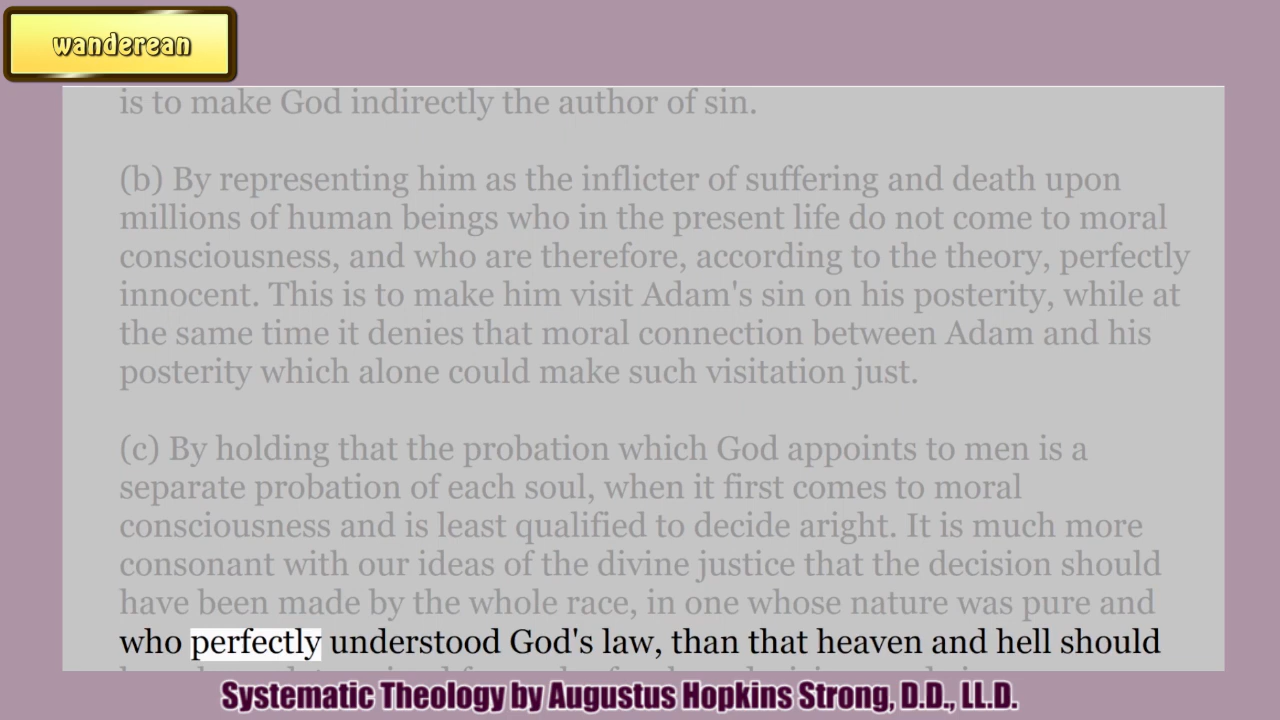 wanderean
is to make God indirectly the author of sin.
(b) By representing him as the inflicter of suffering and death upon
millions of human beings who in the present life do not come to moral
consciousness, and who are therefore, according to the theory, perfectly
innocent. This is to make him visit Adam's sin on his posterity, while at
the same time it denies that moral connection between Adam and his
posterity which alone could make such visitation just.
(c) By holding that the probation which God appoints to men is a
separate probation of each soul, when it first comes to moral
consciousness and is least qualified to decide aright. It is much more
consonant with our ideas of the divine justice that the decision should
have been made by the whole race, in one whose nature was pure and
who perfectly understood God's law, than that heaven and hell should
Systematic Theology by Augustus Hopkins Strong, D.D., LL.D.